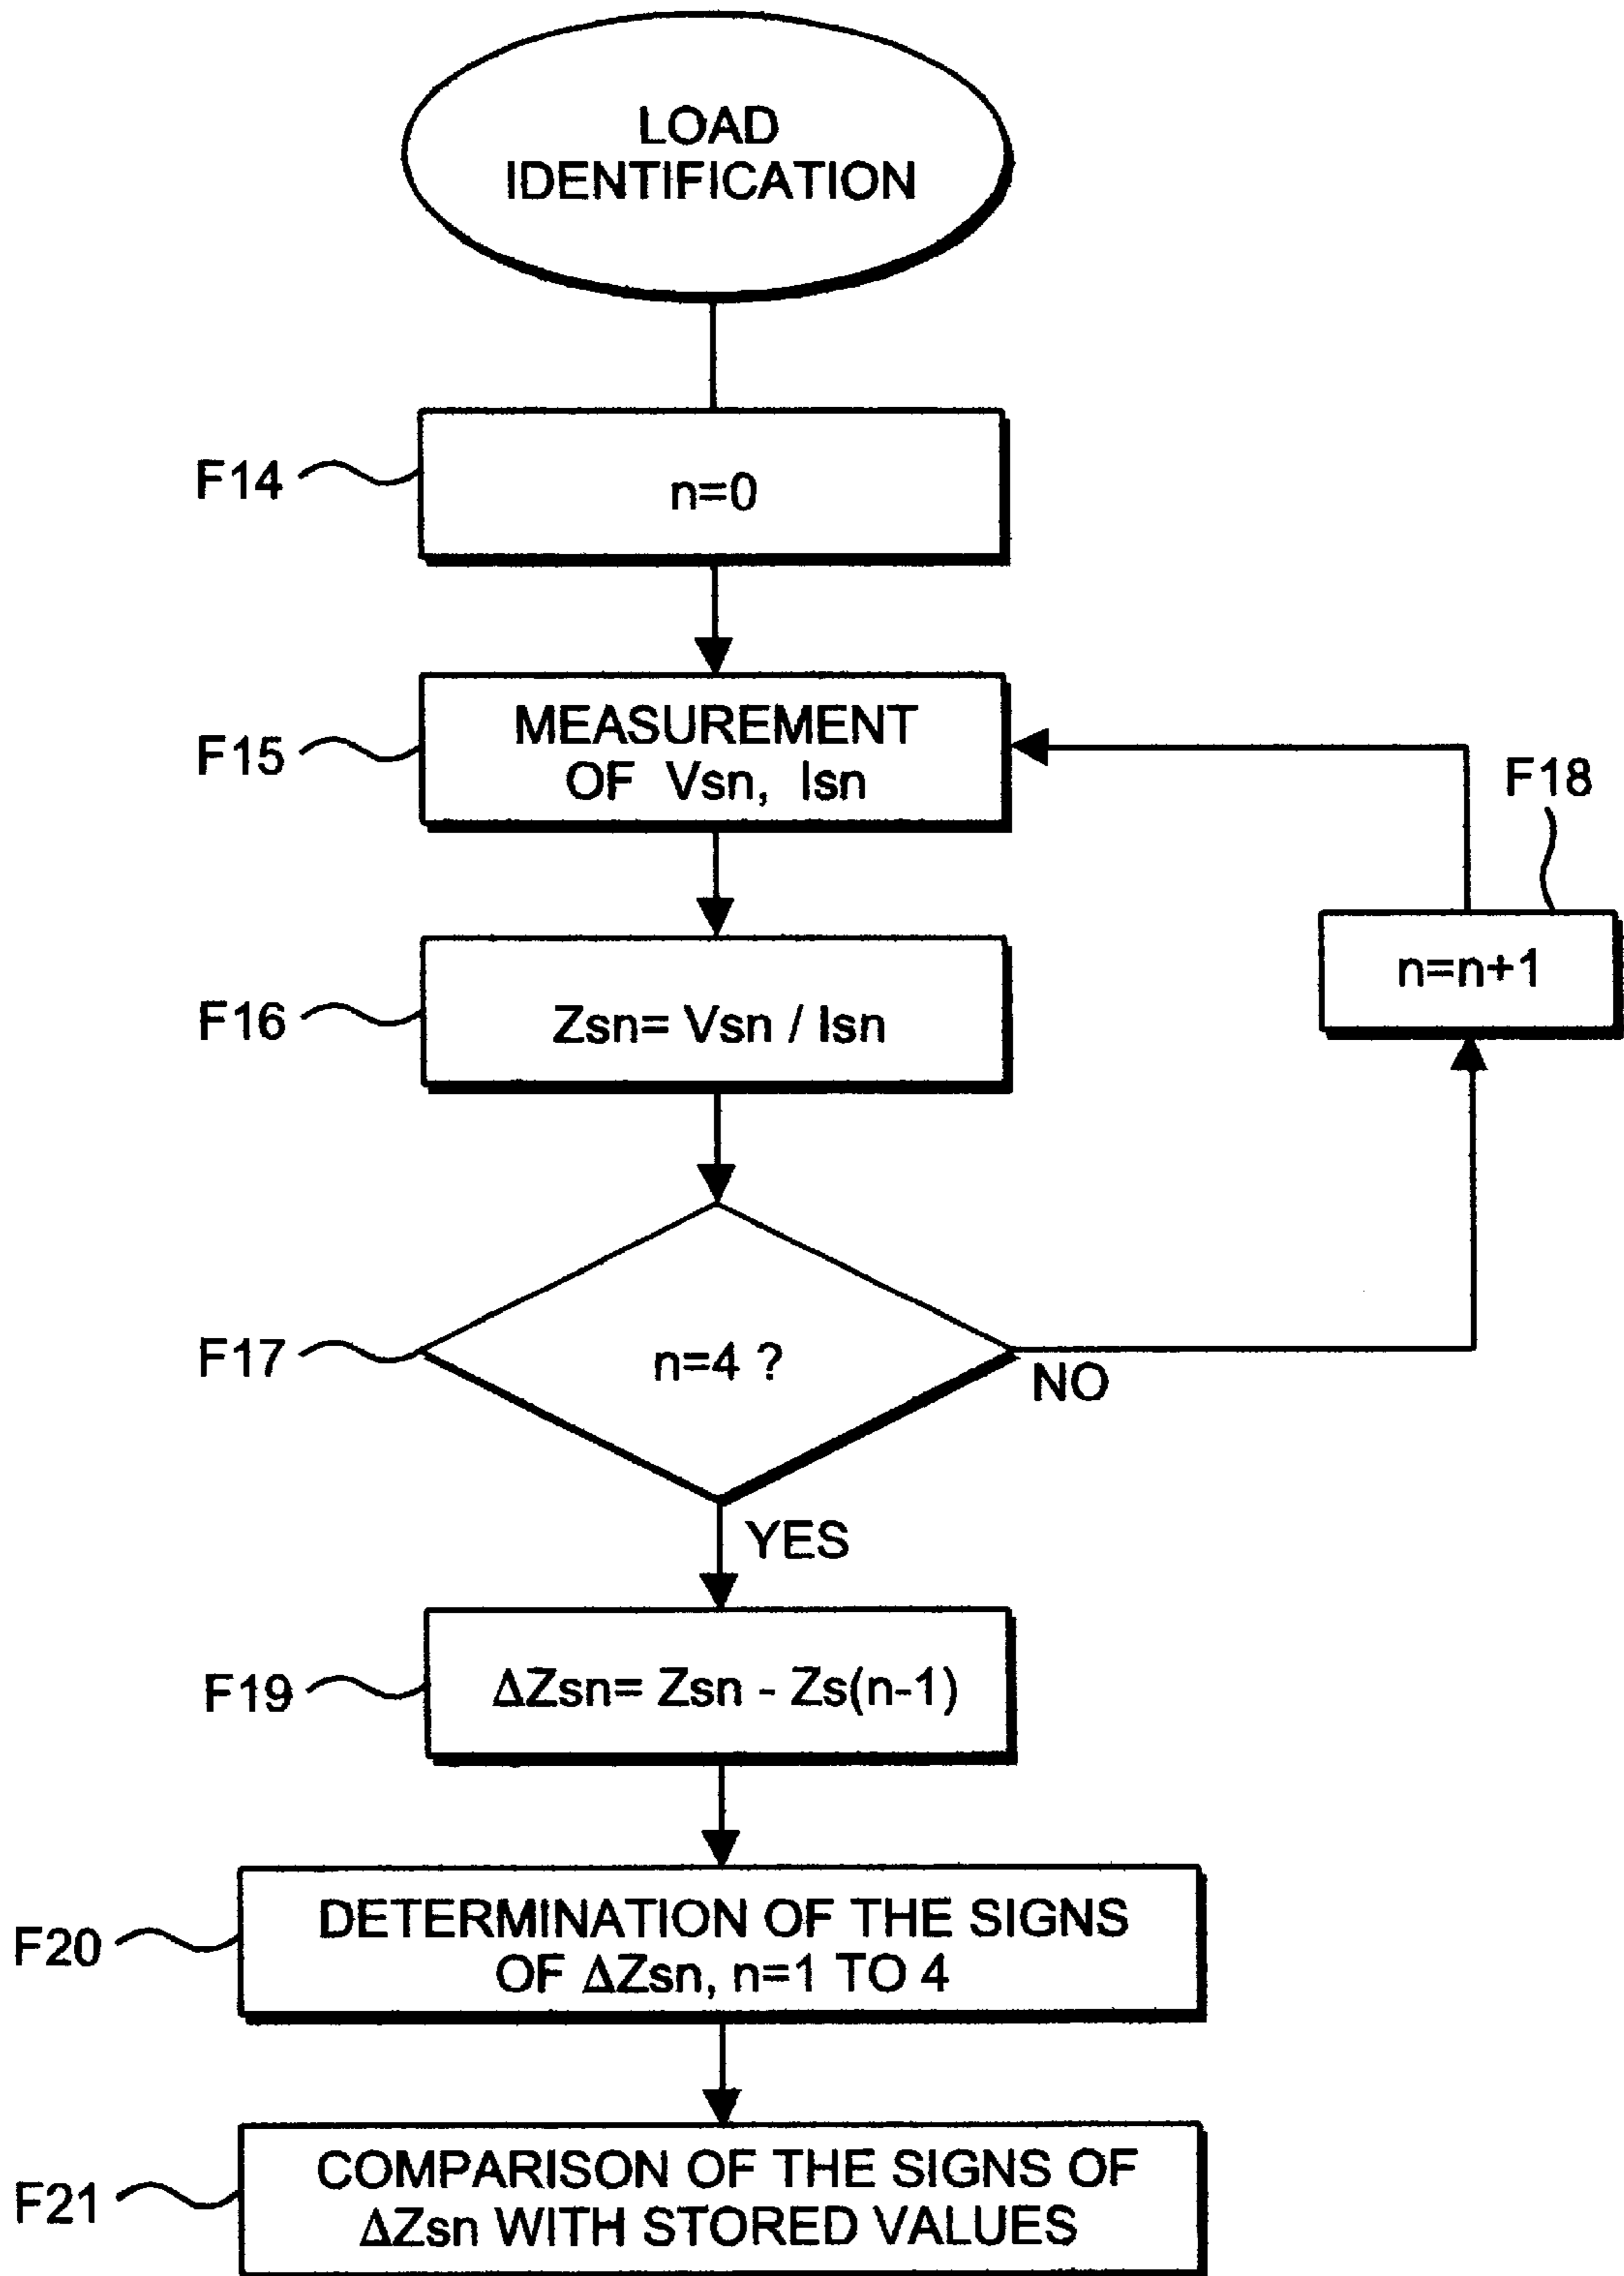 LOAD
IDENTIFICATION
F14
n=0
F15
MEASUREMENT
OF Vsn, Isn
F18
n=n+1
F16
Zsn= Vsn / Isn
F17
n=4 ?
NO
YES
F19
ΔZsn= Zsn - Zs(n-1)
F20
DETERMINATION OF THE SIGNS
OF ΔZsn, n=1 TO 4
F21
COMPARISON OF THE SIGNS OF
ΔZsn WITH STORED VALUES